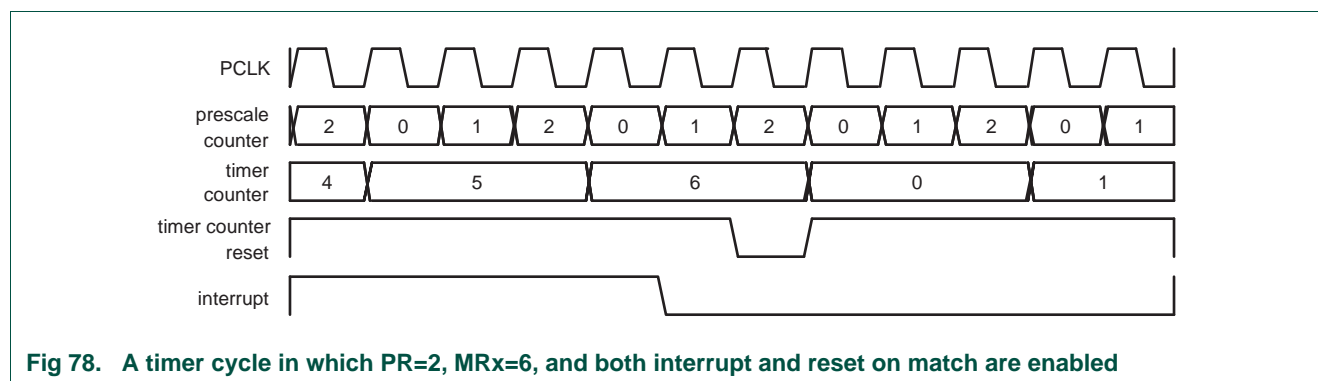 PCLK
prescale
counter
2 0 1 2 0 1 2 0 1 2 0 1
timer
counter
4 5 6 0 1
timer counter
reset
interrupt
Fig 78. A timer cycle in which PR=2, MRx=6, and both interrupt and reset on match are enabled